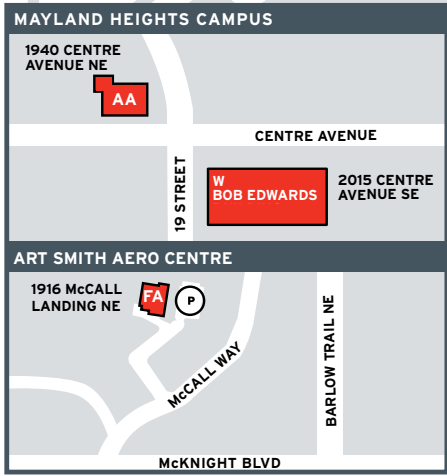 MAYLAND HEIGHTS CAMPUS
1940 CENTRE
AVENUE NE
AA
CENTRE AVENUE
19 STREET
W
BOB EDWARDS
2015 CENTRE
AVENUE SE
ART SMITH AERO CENTRE
1916 McCALL
LANDING NE
FA
P
McCALL WAY
BARLOW TRAIL NE
McKNIGHT BLVD